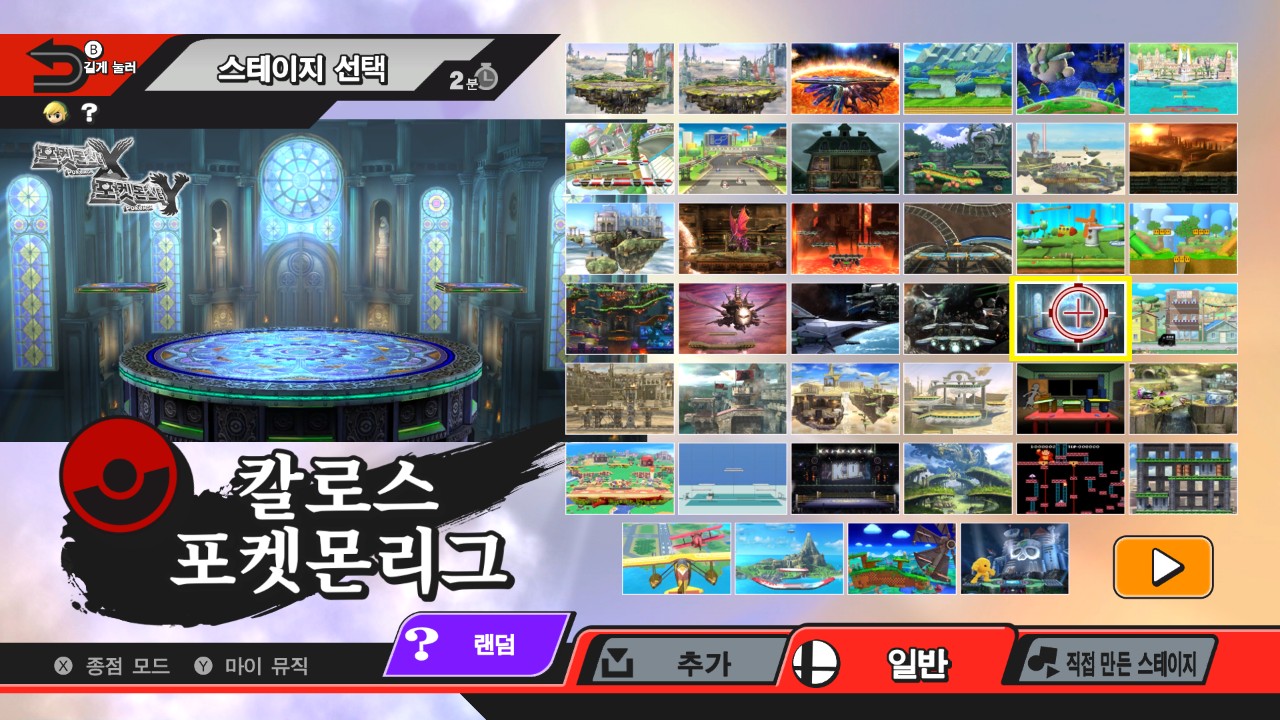 B
길게 눌러
스테이지 선택
2분
?
포켓몬스터 X
포켓몬스터 Y
칼로스
포켓몬리그
? 랜덤
X 종점 모드 Y 마이 뮤직
추가
일반
직접 만든 스테이지